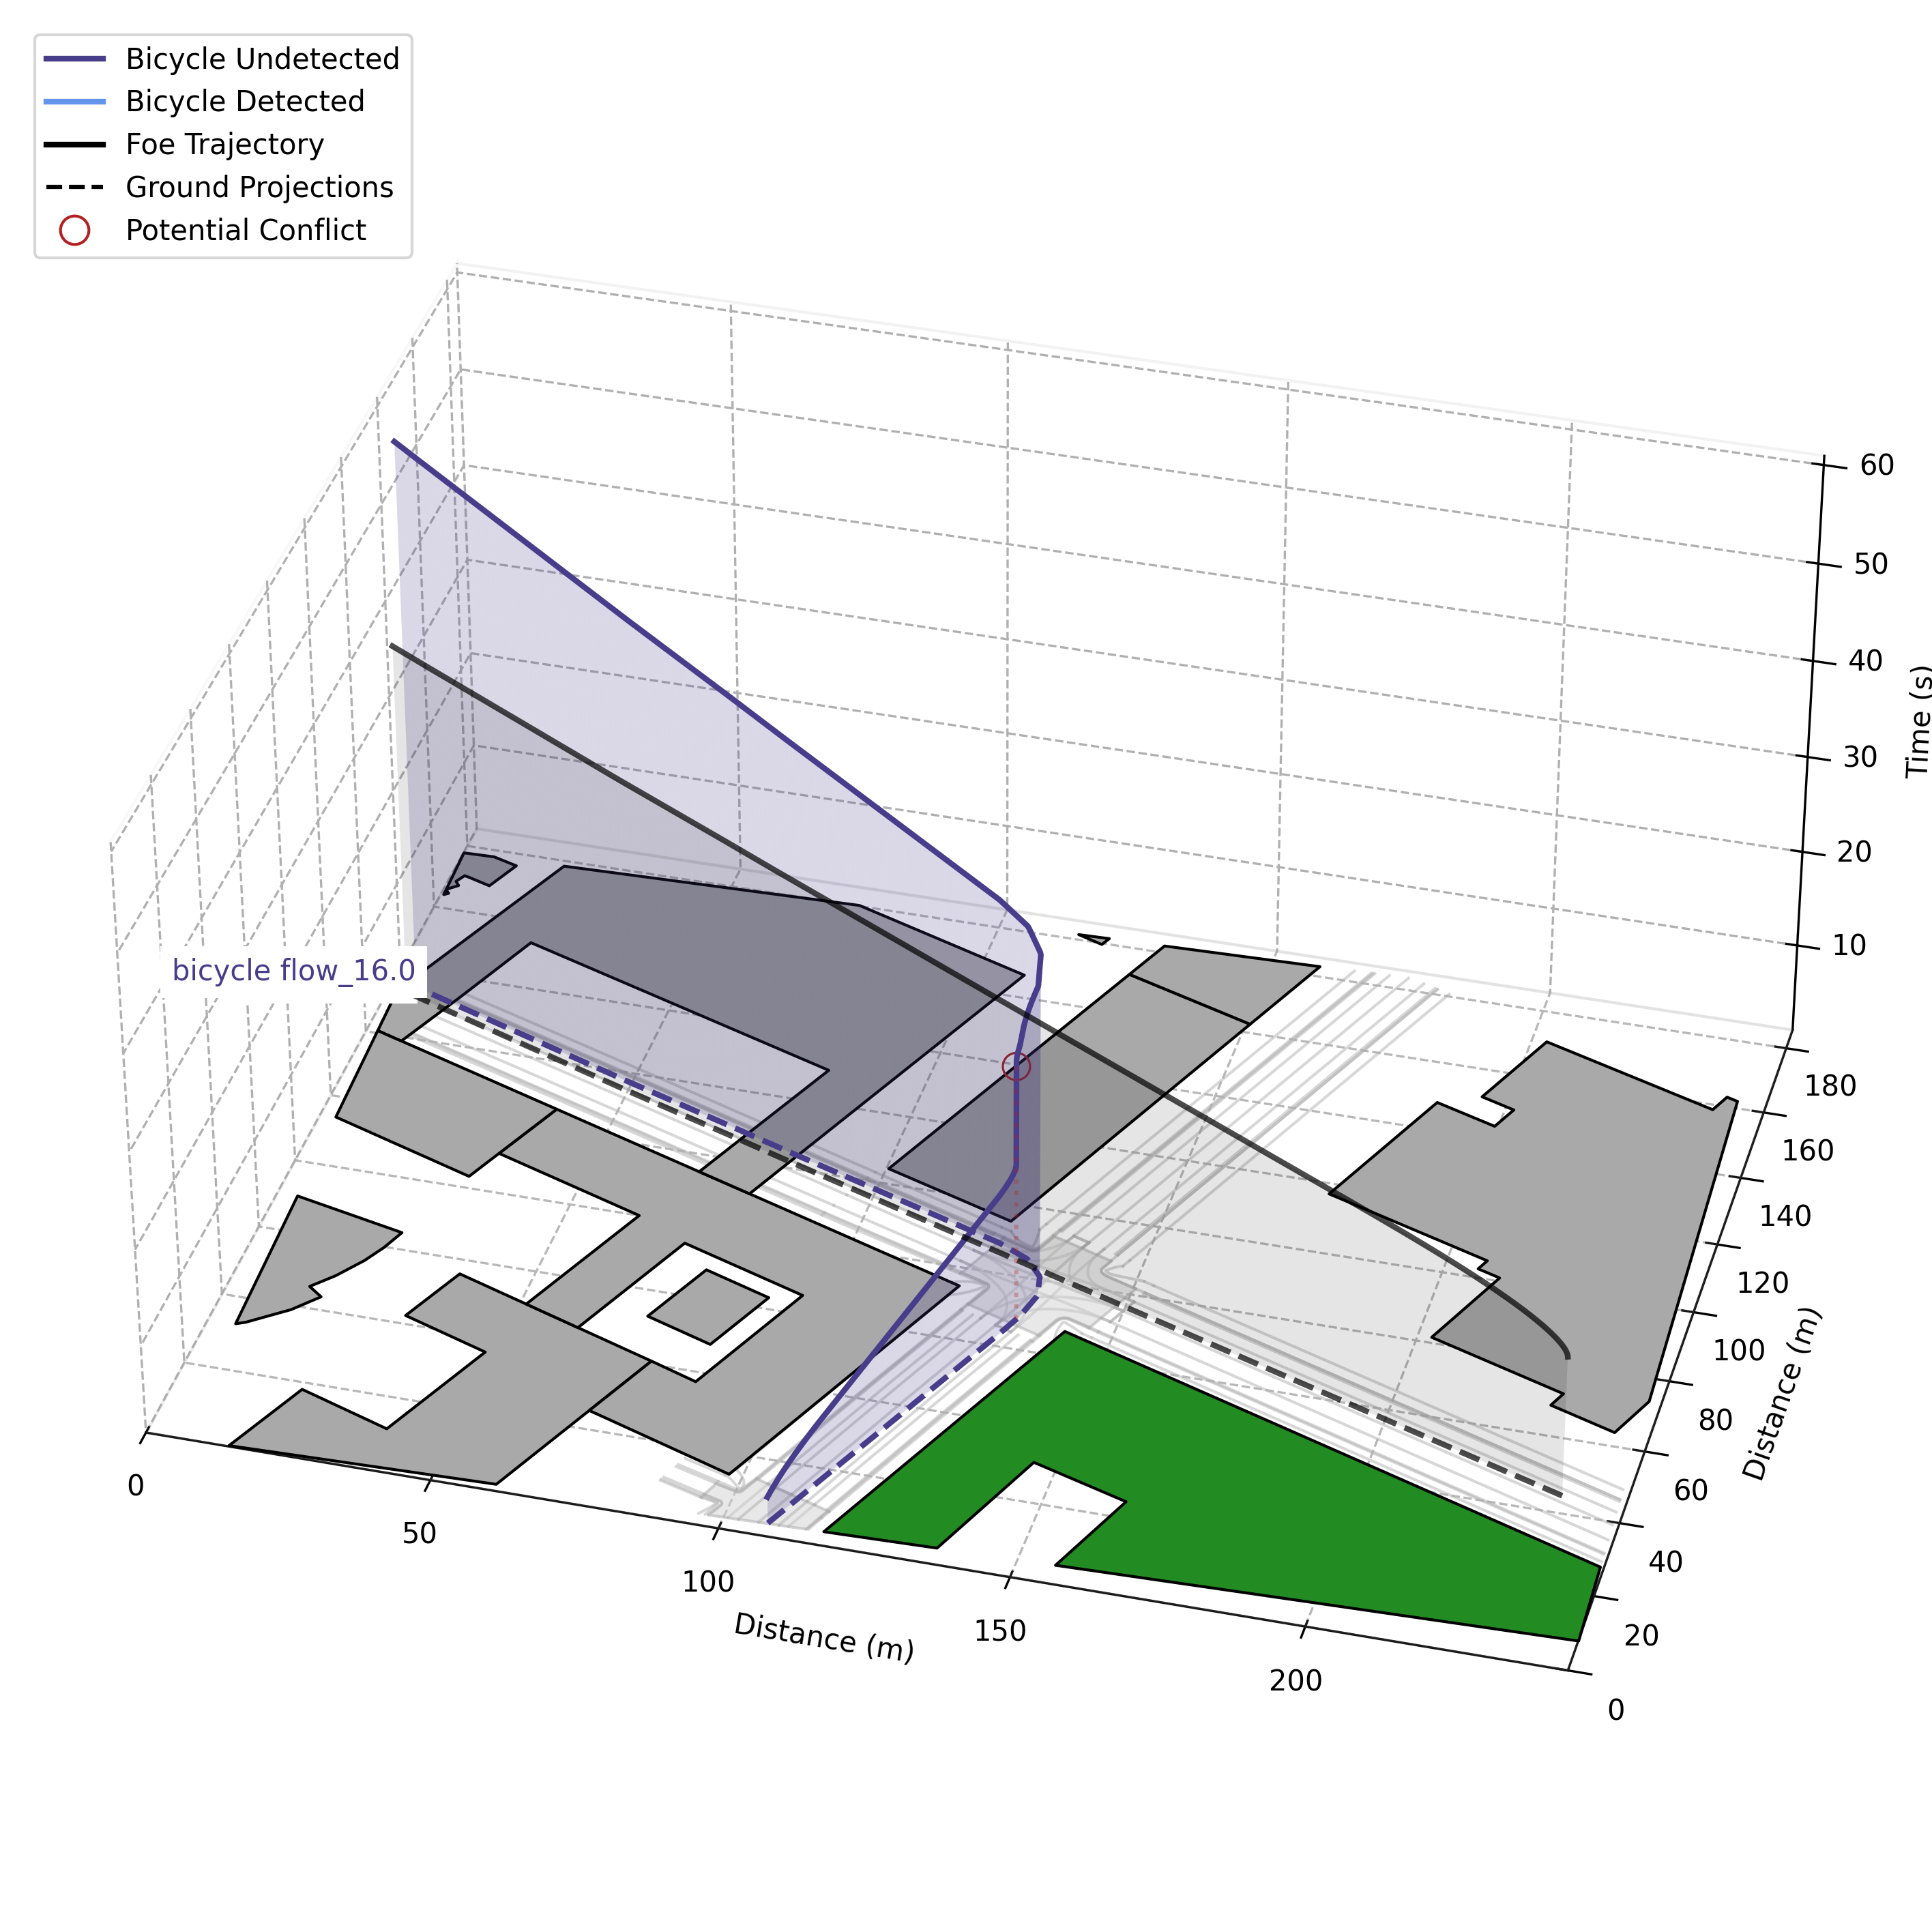 Bicycle Undetected
Bicycle Detected
Foe Trajectory
Ground Projections
Potential Conflict
60
50
40
30
20
10
Time (s)
bicycle flow_16.0
180
160
140
120
100
80
60
40
20
0
Distance (m)
0
50
100
150
200
Distance (m)